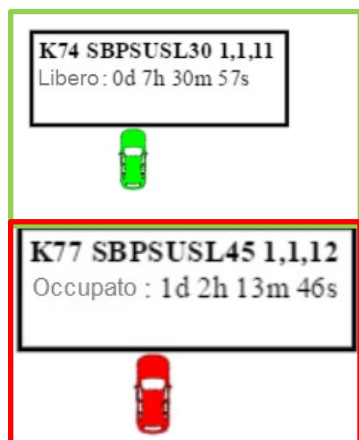 K74 SBPSUSL30 1,1,11
Libero : 0d 7h 30m 57s
K77 SBPSUSL45 1,1,12
Occupato : 1d 2h 13m 46s